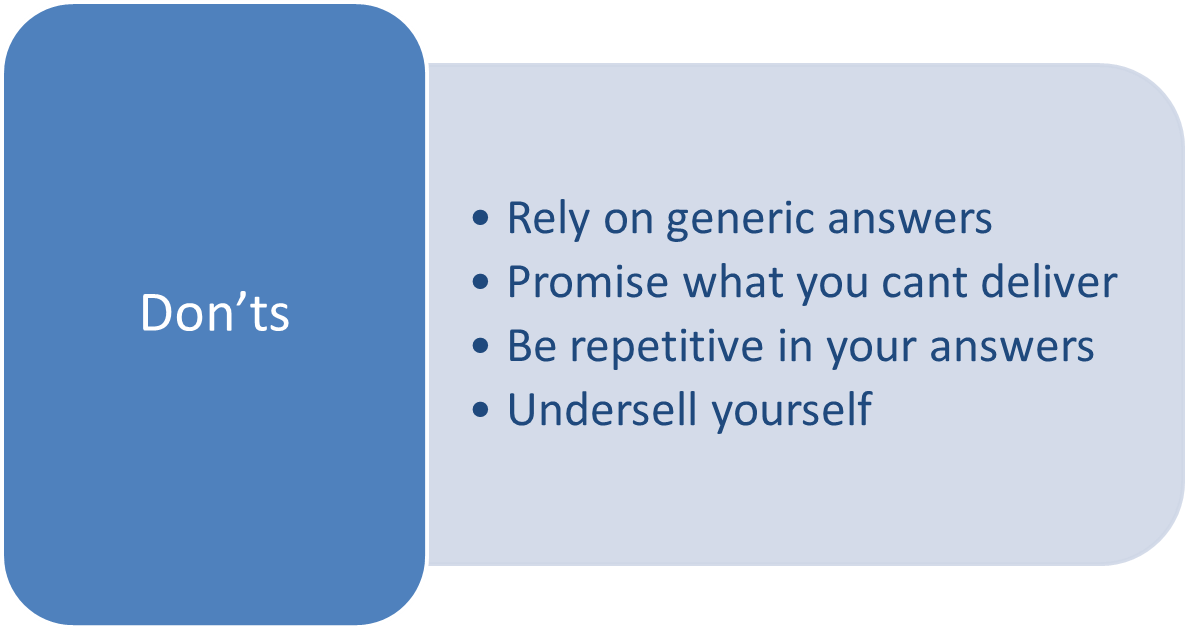 Don’ts
• Rely on generic answers
• Promise what you cant deliver
• Be repetitive in your answers
• Undersell yourself